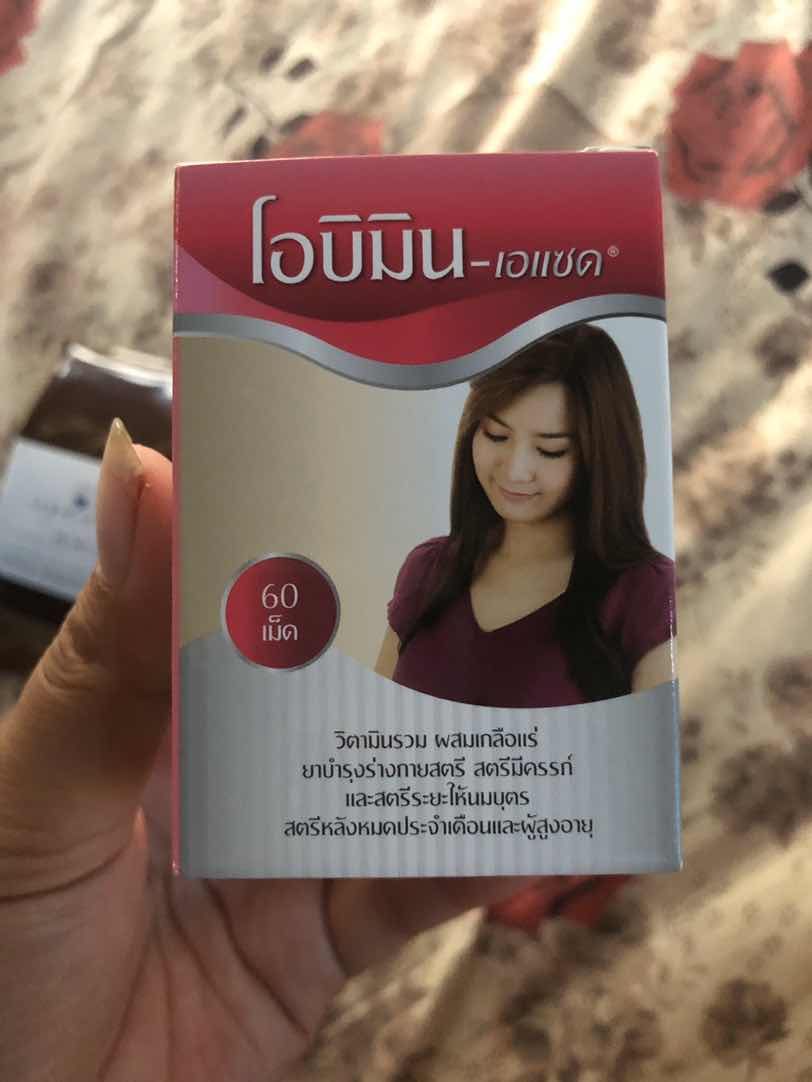 โอบิมิน-เอแซด®
60
เม็ด
วิตามินรวม ผสมเกลือแร่
ยาบำรุงร่างกายสตรี สตรีมีครรภ์
และสตรีระยะให้นมบุตร
สตรีหลังหมดประจำเดือนและผู้สูงอายุ